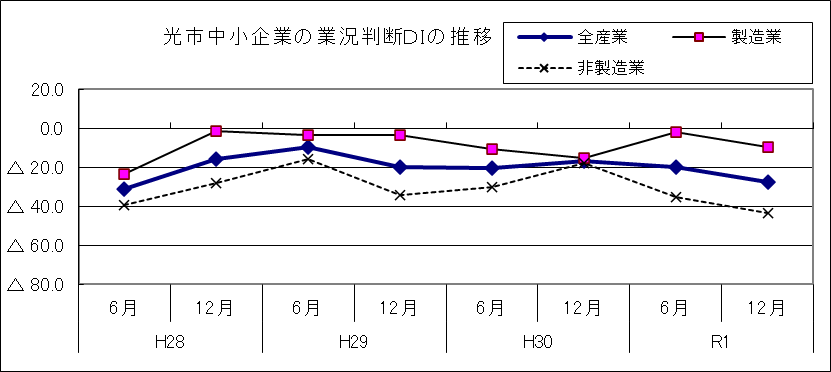 光市中小企業の業況判断DIの推移
全産業 製造業
非製造業
20.0
0.0
△ 20.0
△ 40.0
△ 60.0
△ 80.0
6月 12月 6月 12月 6月 12月 6月 12月
H28 H29 H30 R1